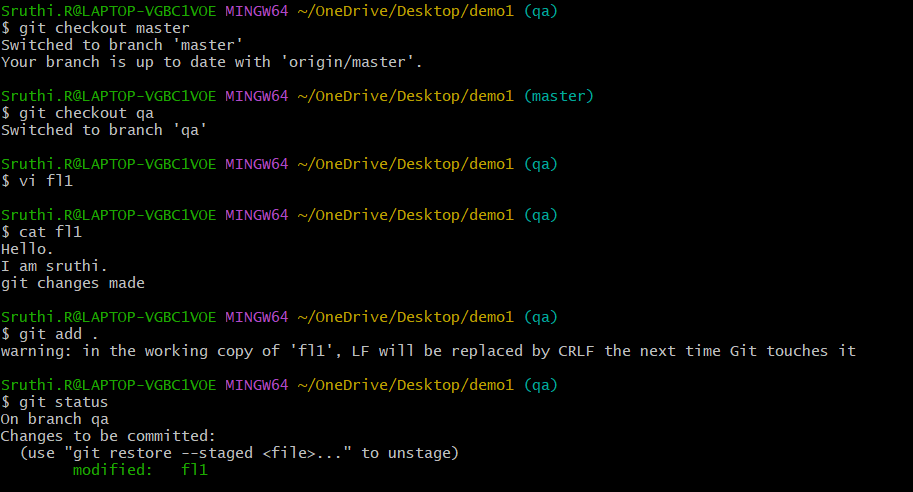 Sruthi.R@LAPTOP-VGBC1VOE MINGW64 ~/OneDrive/Desktop/demo1 (qa)
$ git checkout master
Switched to branch 'master'
Your branch is up to date with 'origin/master'.
Sruthi.R@LAPTOP-VGBC1VOE MINGW64 ~/OneDrive/Desktop/demo1 (master)
$ git checkout qa
Switched to branch 'qa'
Sruthi.R@LAPTOP-VGBC1VOE MINGW64 ~/OneDrive/Desktop/demo1 (qa)
$ vi fl1
Sruthi.R@LAPTOP-VGBC1VOE MINGW64 ~/OneDrive/Desktop/demo1 (qa)
$ cat fl1
Hello.
I am sruthi.
git changes made
Sruthi.R@LAPTOP-VGBC1VOE MINGW64 ~/OneDrive/Desktop/demo1 (qa)
$ git add .
warning: in the working copy of 'fl1', LF will be replaced by CRLF the next time Git touches it
Sruthi.R@LAPTOP-VGBC1VOE MINGW64 ~/OneDrive/Desktop/demo1 (qa)
$ git status
On branch qa
Changes to be committed:
  (use "git restore --staged <file>..." to unstage)
        modified:   fl1